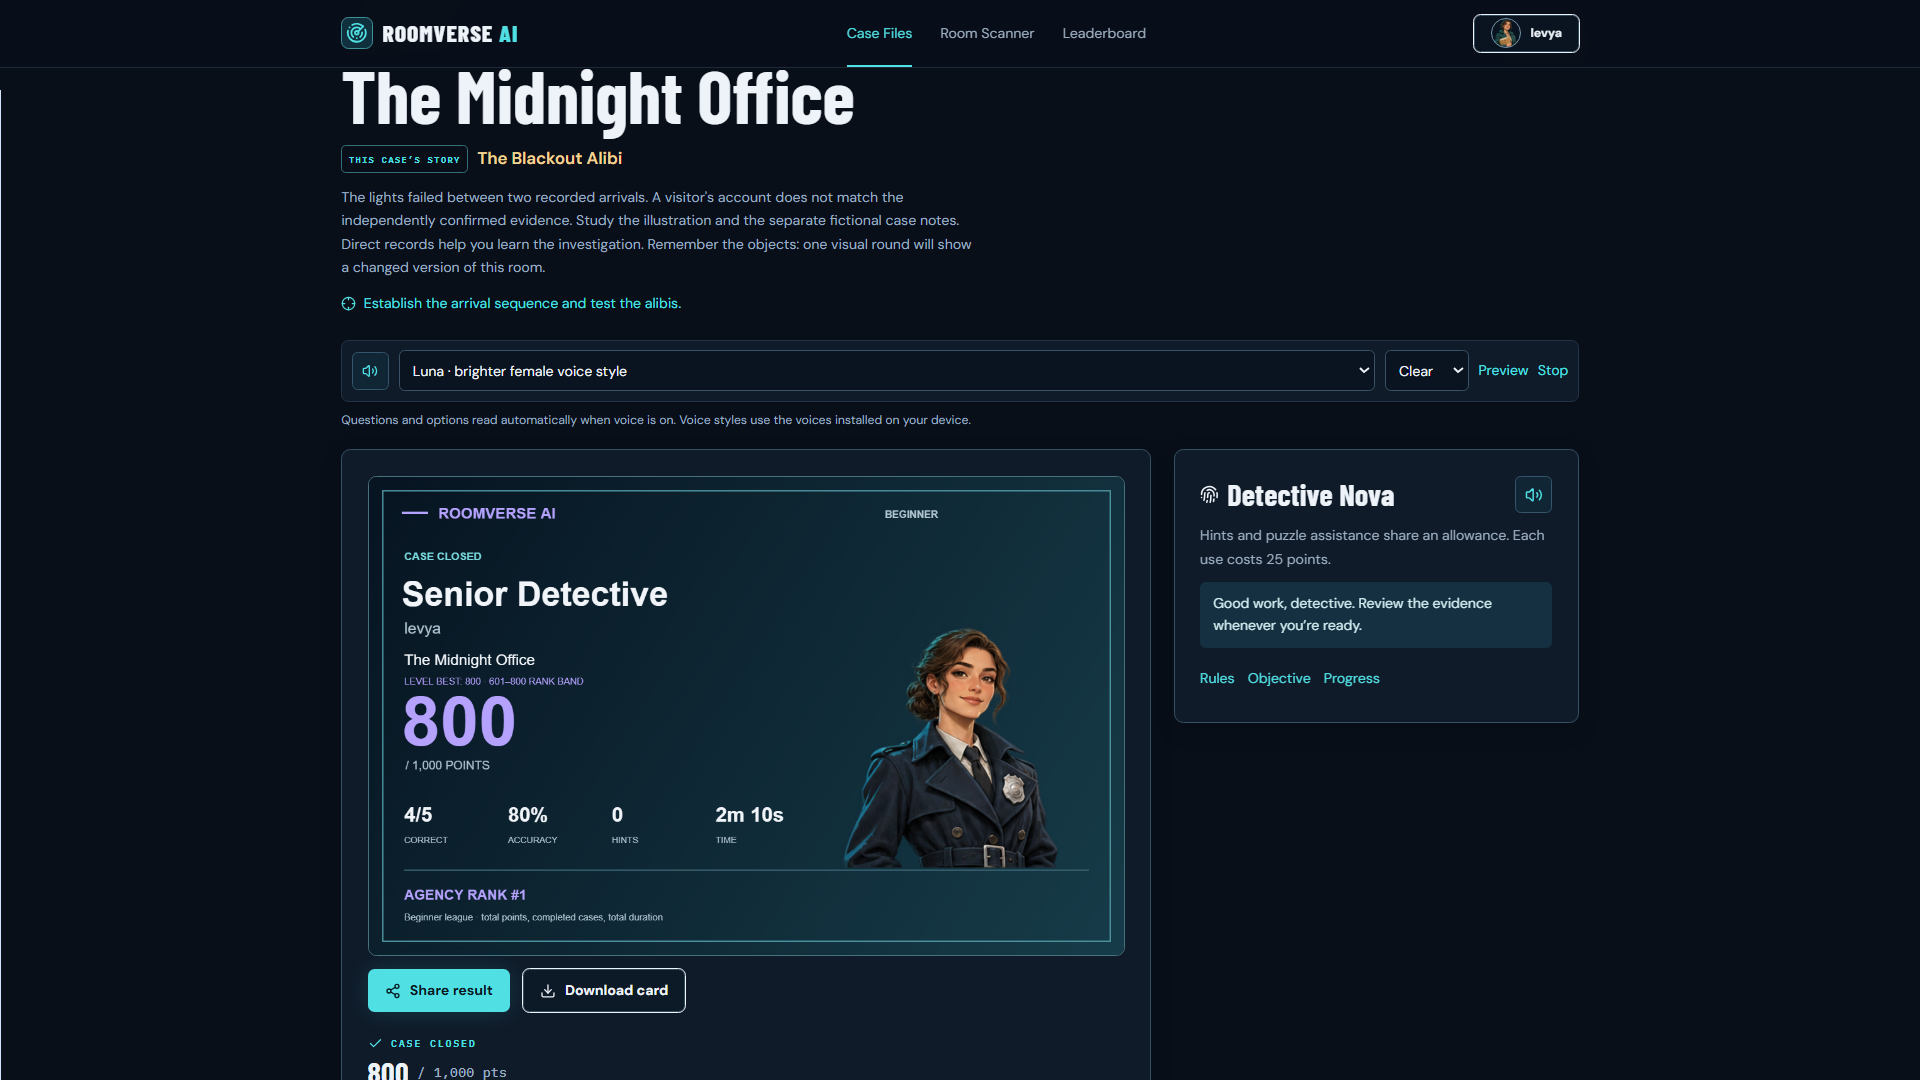 ROOMVERSE AI
Case Files
Room Scanner
Leaderboard
levya
The Midnight Office
THIS CASE'S STORY
The Blackout Alibi
The lights failed between two recorded arrivals. A visitor's account does not match the
independently confirmed evidence. Study the illustration and the separate fictional case notes.
Direct records help you learn the investigation. Remember the objects: one visual round will show
a changed version of this room.
Establish the arrival sequence and test the alibis.
Luna · brighter female voice style
Clear
Preview
Stop
Questions and options read automatically when voice is on. Voice styles use the voices installed on your device.
ROOMVERSE AI
BEGINNER
CASE CLOSED
Senior Detective
levya
The Midnight Office
LEVEL BEST: 800 · 601–800 RANK BAND
800
/ 1,000 POINTS
4/5
80%
0
2m 10s
CORRECT
ACCURACY
HINTS
TIME
AGENCY RANK #1
Beginner league · total points, completed cases, total duration
Share result
Download card
CASE CLOSED
800 / 1,000 pts
Detective Nova
Hints and puzzle assistance share an allowance. Each
use costs 25 points.
Good work, detective. Review the evidence
whenever you're ready.
Rules
Objective
Progress